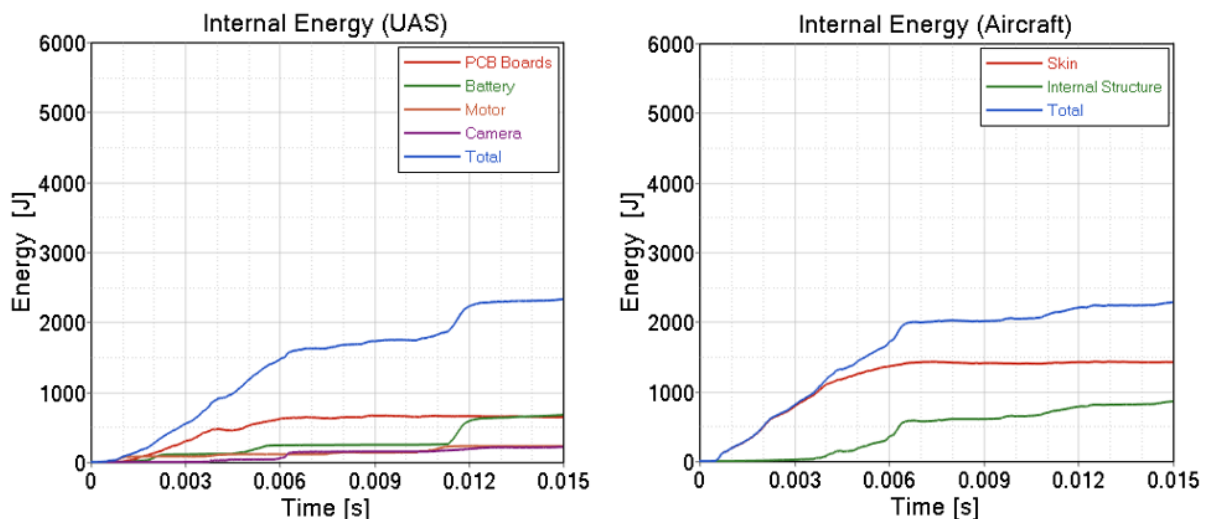 Internal Energy (UAS)
6000
5000
4000
3000
2000
1000
0
Energy [J]
PCB Boards
Battery
Motor
Camera
Total
0 0.003 0.006 0.009 0.012 0.015
Time [s]
Internal Energy (Aircraft)
6000
5000
4000
3000
2000
1000
0
Energy [J]
Skin
Internal Structure
Total
0 0.003 0.006 0.009 0.012 0.015
Time [s]